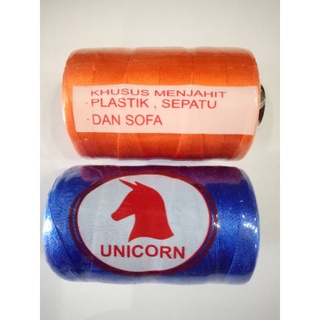 KHUSUS MENJAHIT
· PLASTIK , SEPATU
· DAN SOFA
UNICORN